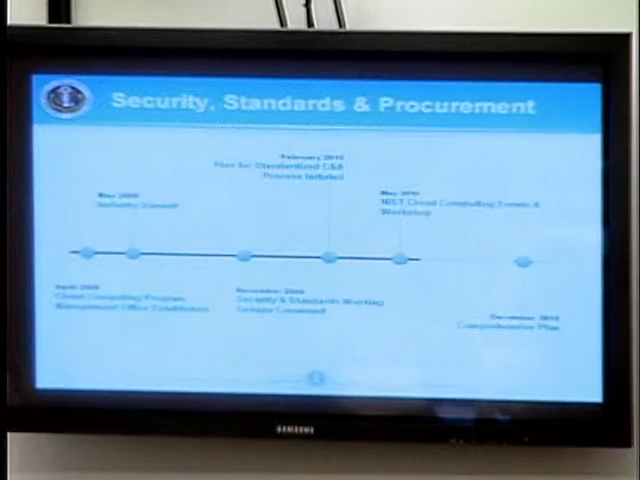 Security, Standards & Procurement
February 2010
Plan for Standardized C&A
Process Initiated
May 2009
Industry Summit
May 2010
NIST Cloud Computing Forum &
Workshop
April 2009
Cloud Computing Program
Management Office Established
November 2009
Security & Standards Working
Groups Convened
December 2010
Comprehensive Plan
SAMSUNG